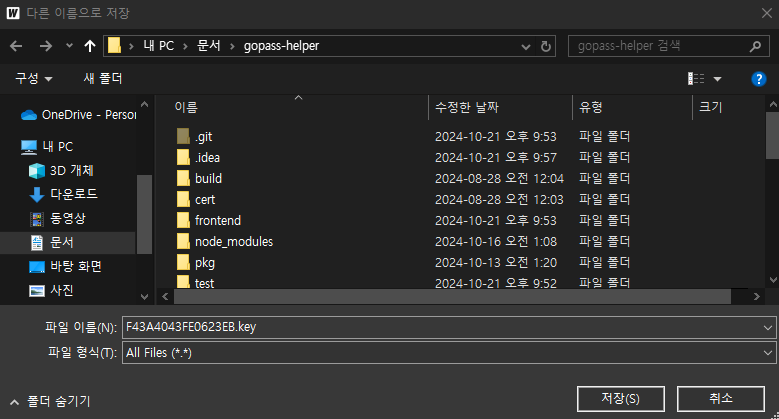 W 다른 이름으로 저장
내 PC > 문서 > gopass-helper
gopass-helper 검색
구성 새 폴더
이름 수정한 날짜 유형 크기
OneDrive - Person
내 PC
3D 개체
다운로드
동영상
문서
바탕 화면
사진
.git 2024-10-21 오후 9:53 파일 폴더
.idea 2024-10-21 오후 9:57 파일 폴더
build 2024-08-28 오전 12:04 파일 폴더
cert 2024-08-28 오전 12:03 파일 폴더
frontend 2024-10-21 오후 9:53 파일 폴더
node_modules 2024-10-16 오전 1:08 파일 폴더
pkg 2024-10-13 오전 1:20 파일 폴더
test 2024-10-21 오후 9:52 파일 폴더
파일 이름(N): F43A4043FE0623EB.key
파일 형식(T): All Files (*.*)
폴더 숨기기
저장(S) 취소